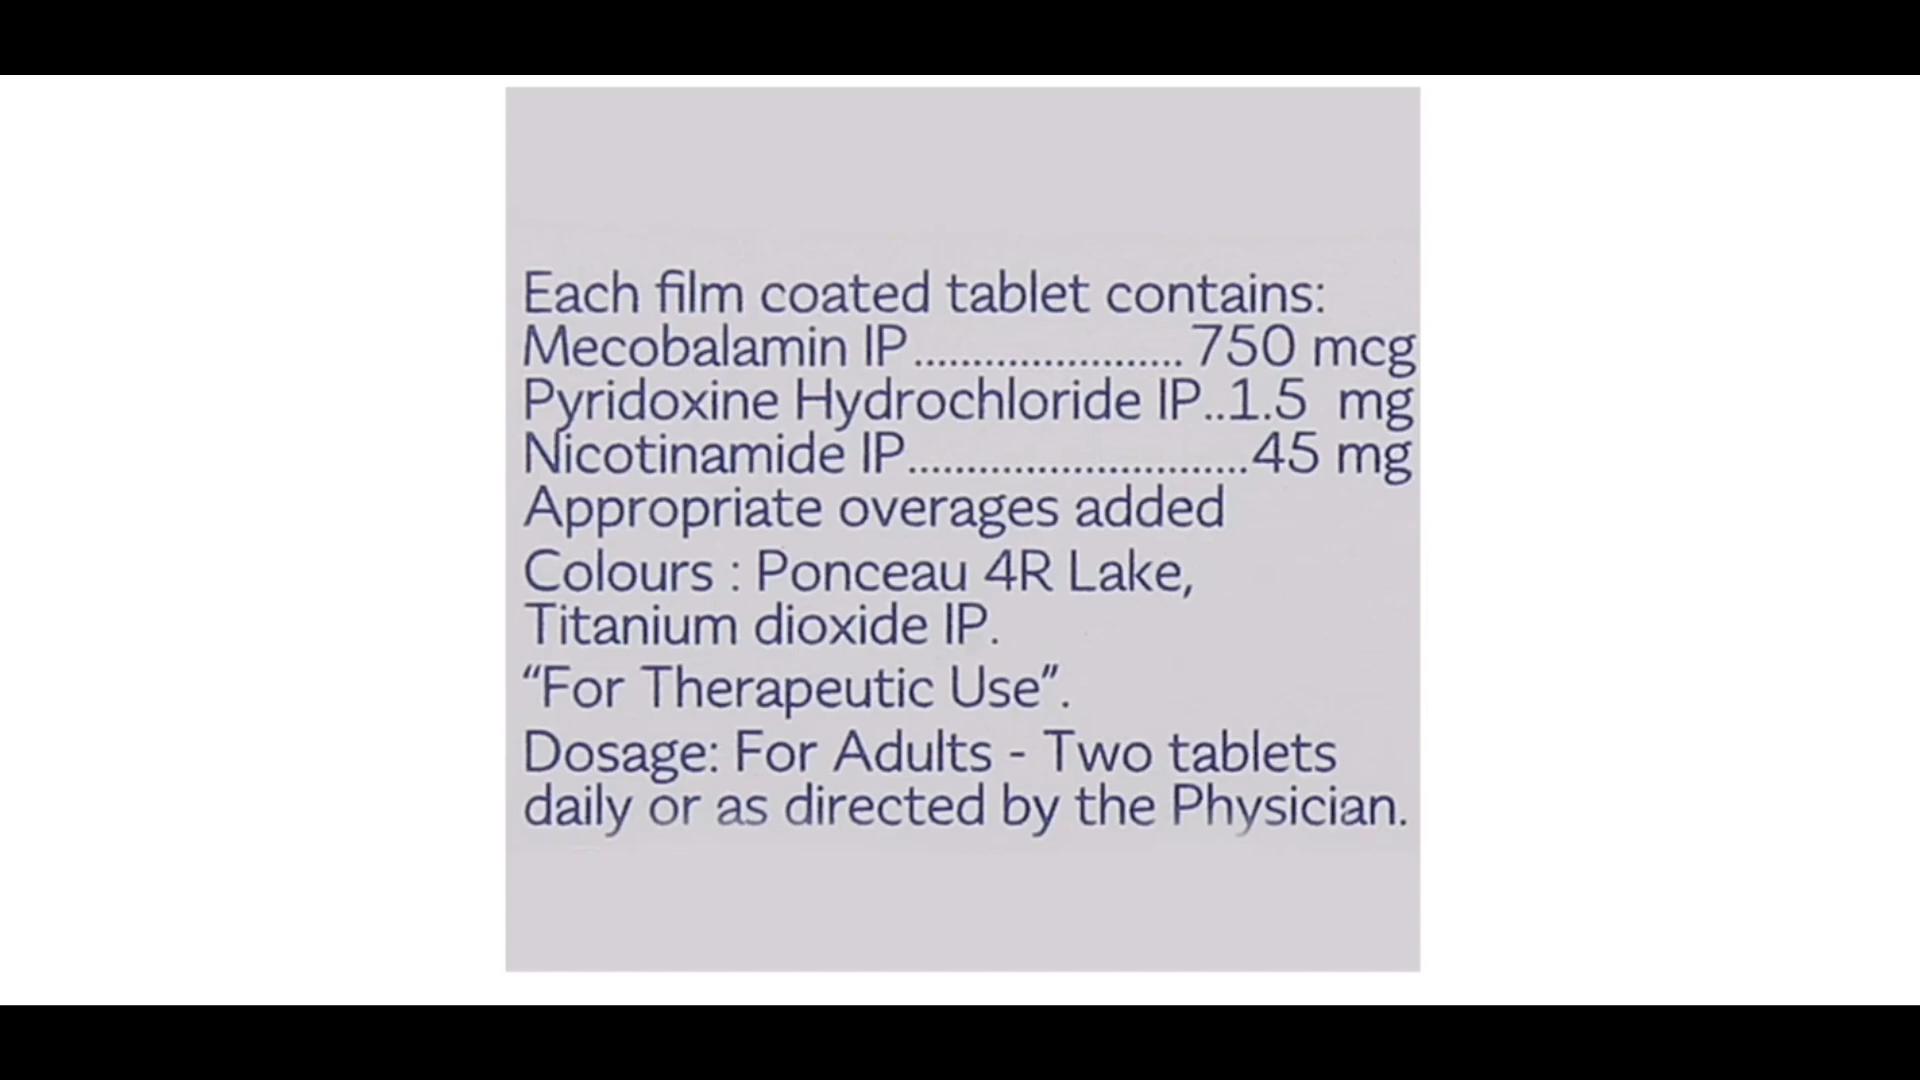 Each film coated tablet contains:
Mecobalamin IP.......................750 mcg
Pyridoxine Hydrochloride IP..1.5 mg
Nicotinamide IP.............................45 mg
Appropriate overages added
Colours : Ponceau 4R Lake,
Titanium dioxide IP.
“For Therapeutic Use”.
Dosage: For Adults - Two tablets
daily or as directed by the Physician.